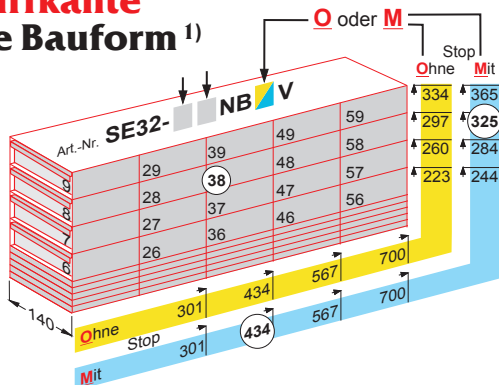 e Bauform 1)
O oder M
Stop
Ohne Mit
334 365
297 325
260 284
223 244
Art.-Nr. SE32- NB V
9 29 39 49 59
8 28 38 48 58
7 27 37 47 57
6 26 36 46 56
140
Ohne 301 434 567 700
Stop
Mit 301 434 567 700